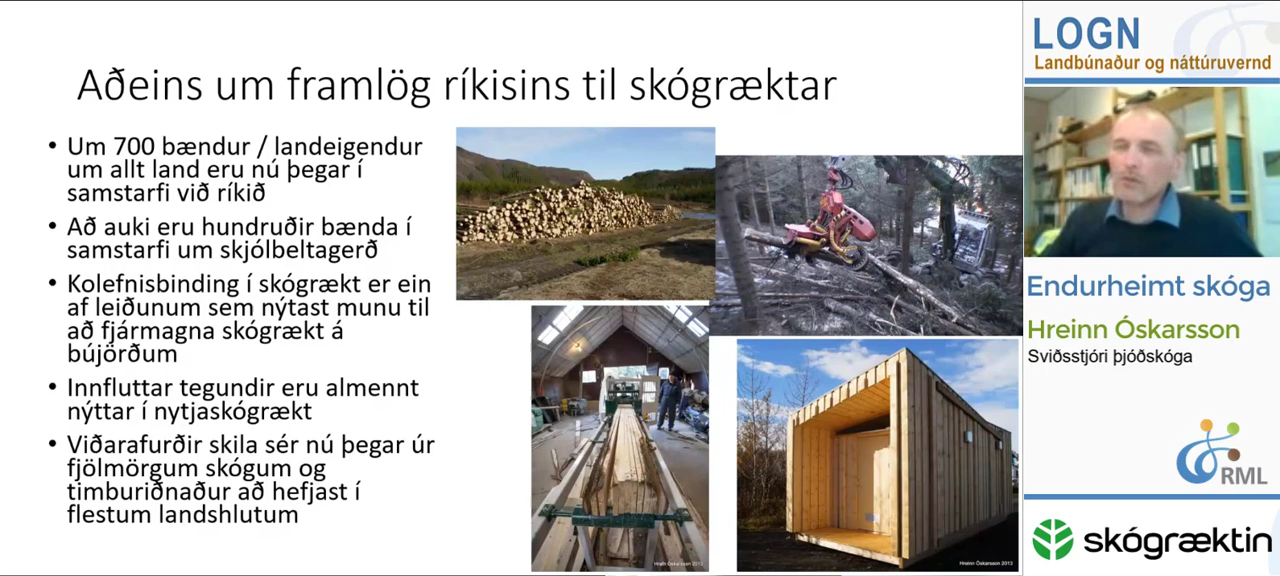 Aðeins um framlög ríkisins til skógræktar
• Um 700 bændur / landeigendur
um allt land eru nú þegar í
samstarfi við ríkið
• Að auki eru hundruðir bænda í
samstarfi um skjólbeltagerð
• Kolefnisbinding í skógrækt er ein
af leiðunum sem nýtast munu til
að fjármagna skógrækt á
bújörðum
• Innfluttar tegundir eru almennt
nýttar í nytjaskógrækt
• Viðarafurðir skila sér nú þegar úr
fjölmörgum skógum og
timburiðnaður að hefjast í
flestum landshlutum
Hreinn Óskarsson 2013
Hreinn Óskarsson 2013
LOGN
Landbúnaður og náttúruvernd
Endurheimt skóga
Hreinn Óskarsson
Sviðsstjóri þjóðskóga
RML
skógræktin